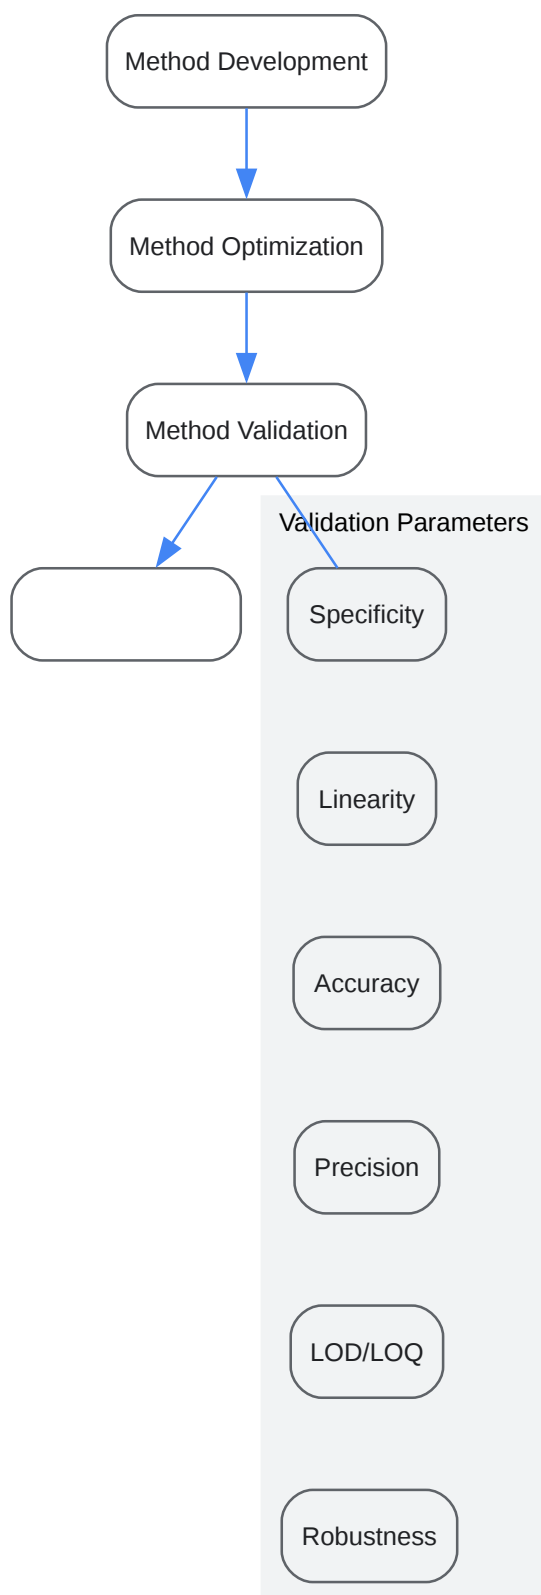 Method Development
Method Optimization
Method Validation
Validation Parameters
Specificity
Linearity
Accuracy
Precision
LOD/LOQ
Robustness